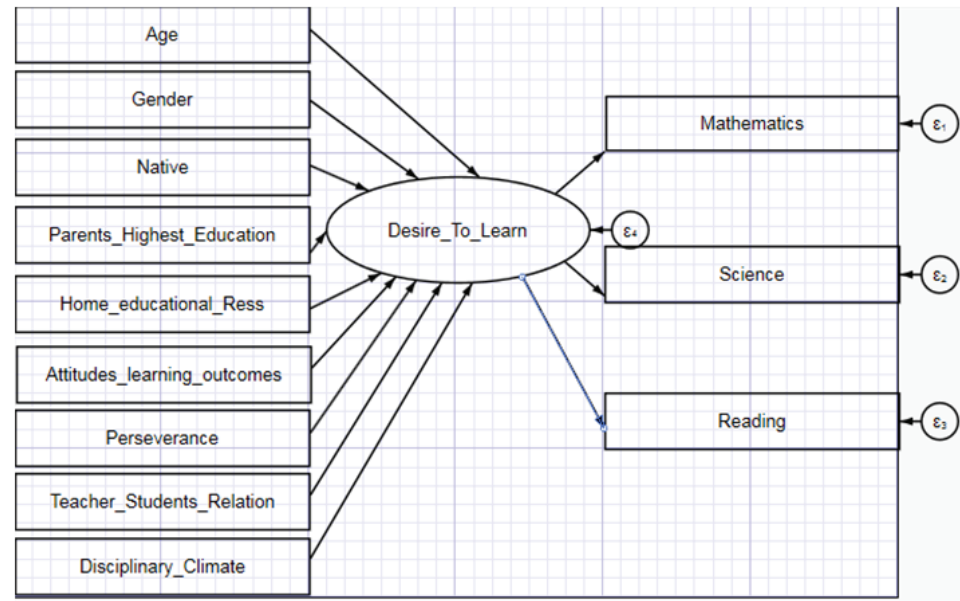 Age
Gender
Native
Parents_Highest_Education
Home_educational_Ress
Attitudes_learning_outcomes
Perseverance
Teacher_Students_Relation
Disciplinary_Climate
Desire_To_Learn
ε₄
Mathematics
ε₁
Science
ε₂
Reading
ε₃